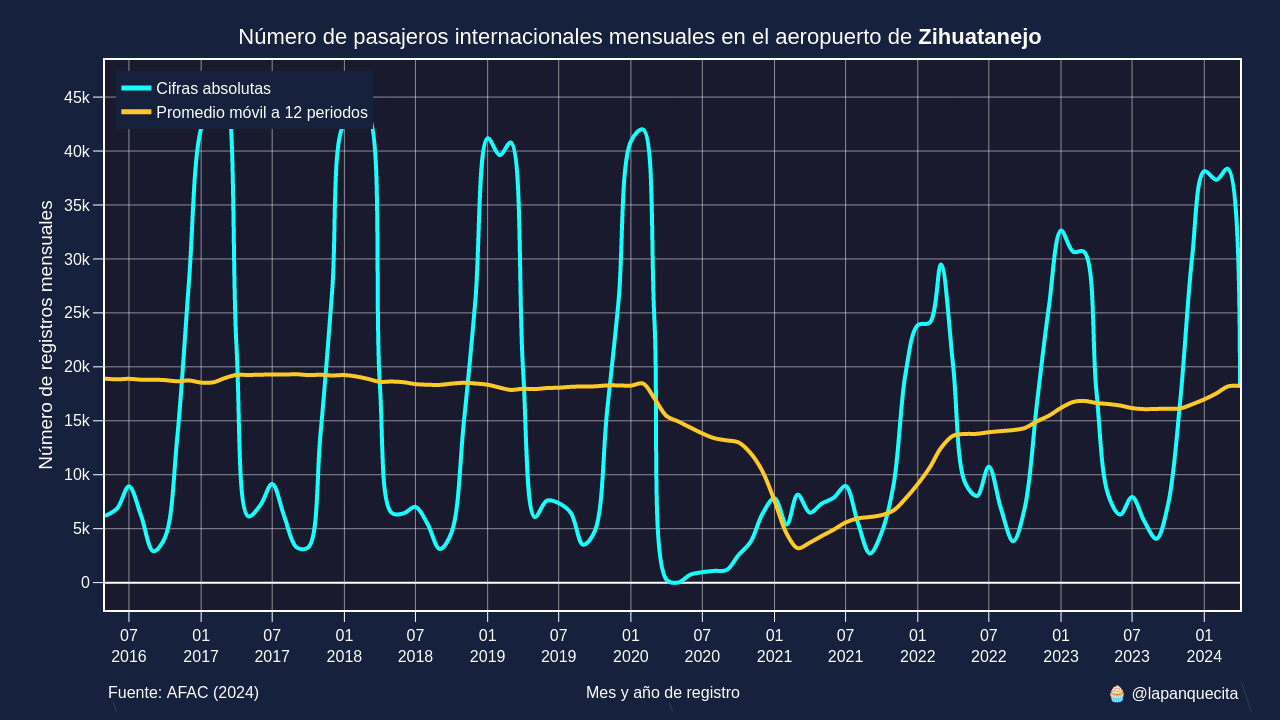 Número de pasajeros internacionales mensuales en el aeropuerto de Zihuatanejo
Cifras absolutas
Promedio móvil a 12 periodos
Número de registros mensuales
45k
40k
35k
30k
25k
20k
15k
10k
5k
0
07 01 07 01 07 01 07 01 07 01 07 01 07 01 07 01
2016 2017 2017 2018 2018 2019 2019 2020 2020 2021 2021 2022 2022 2023 2023 2024
Fuente: AFAC (2024) Mes y año de registro 🧁 @lapanquecita